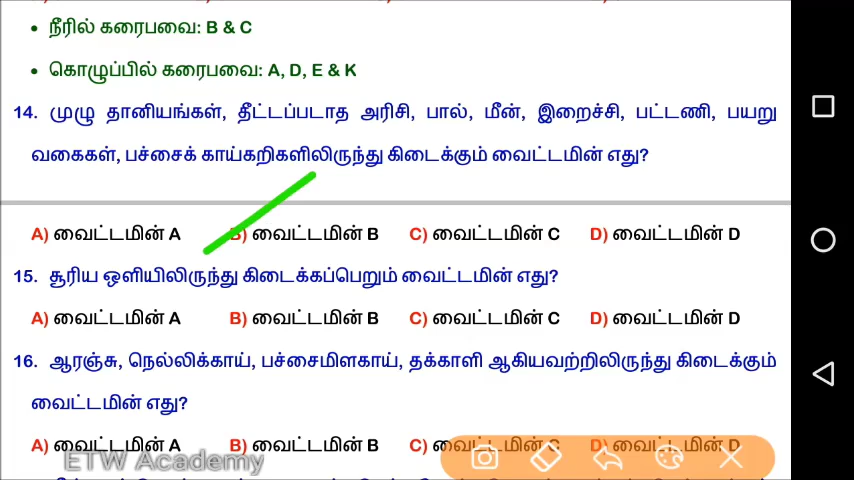 • நீரில் கரைபவை: B & C
• கொழுப்பில் கரைபவை: A, D, E & K
14. முழு தானியங்கள், தீட்டப்படாத அரிசி, பால், மீன், இறைச்சி, பட்டணி, பயறு
வகைகள், பச்சைக் காய்கறிகளிலிருந்து கிடைக்கும் வைட்டமின் எது?
A) வைட்டமின் A B) வைட்டமின் B C) வைட்டமின் C D) வைட்டமின் D
15. சூரிய ஒளியிலிருந்து கிடைக்கப்பெறும் வைட்டமின் எது?
A) வைட்டமின் A B) வைட்டமின் B C) வைட்டமின் C D) வைட்டமின் D
16. ஆரஞ்சு, நெல்லிக்காய், பச்சைமிளகாய், தக்காளி ஆகியவற்றிலிருந்து கிடைக்கும்
வைட்டமின் எது?
A) வைட்டமின் A B) வைட்டமின் B C) வைட்டமின் C D) வைட்டமின் D
ETW Academy